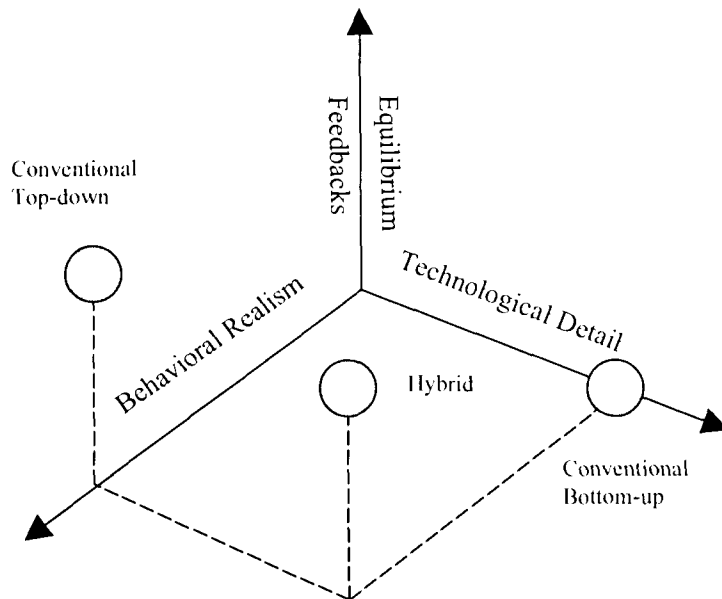 Equilibrium
Feedbacks
Conventional
Top-down
Technological Detail
Behavioral Realism
Hybrid
Conventional
Bottom-up